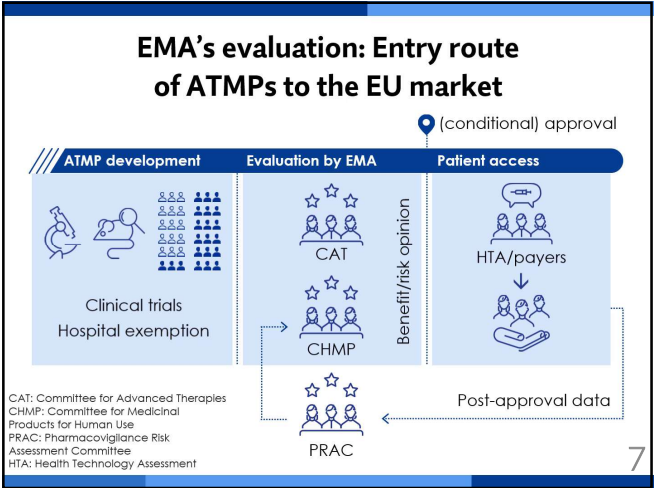 EMA's evaluation: Entry route
of ATMPs to the EU market
(conditional) approval
ATMP development
Evaluation by EMA
Patient access
Clinical trials
Hospital exemption
CAT
CHMP
PRAC
Benefit/risk opinion
HTA/payers
Post-approval data
CAT: Committee for Advanced Therapies
CHMP: Committee for Medicinal
Products for Human Use
PRAC: Pharmacovigilance Risk
Assessment Committee
HTA: Health Technology Assessment
7